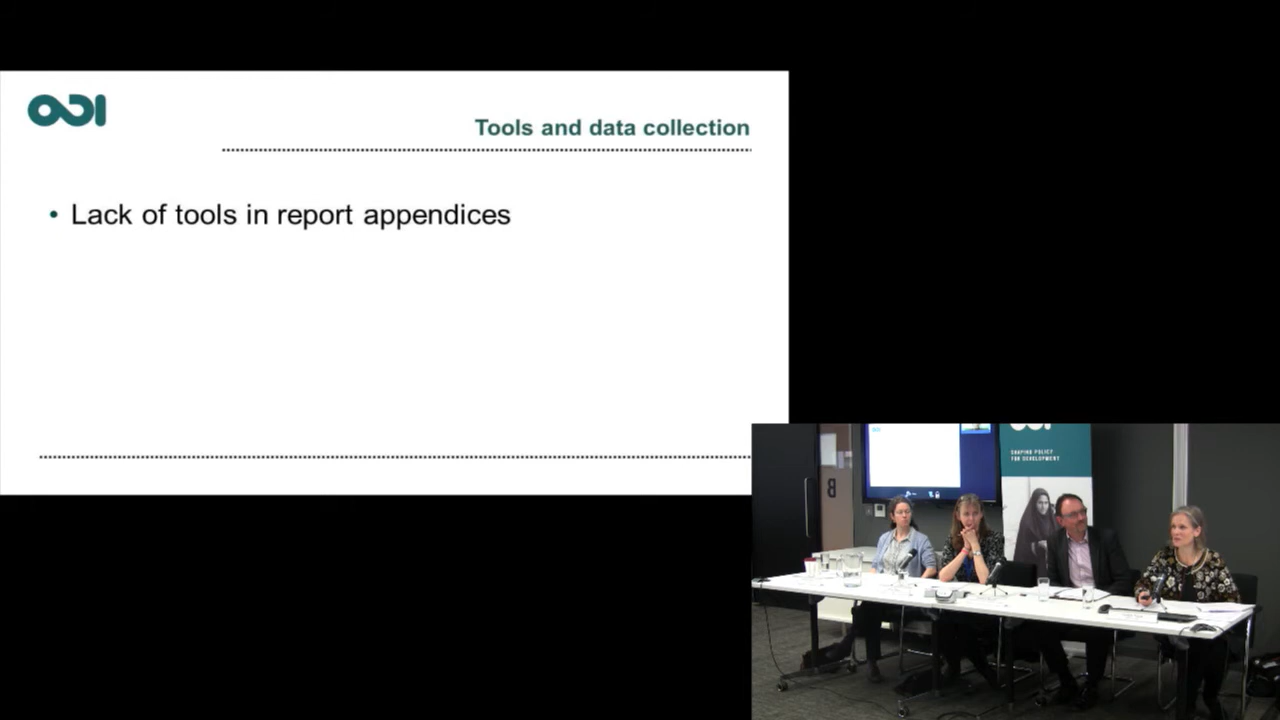 ODI
Tools and data collection
• Lack of tools in report appendices
SHAPING POLICY
FOR DEVELOPMENT
B